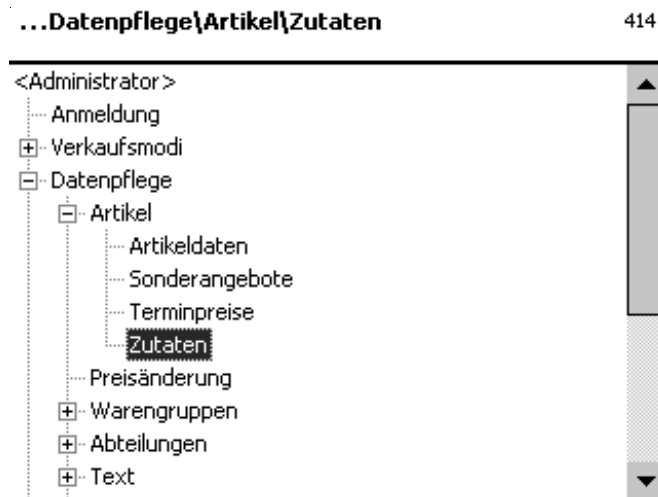 ...Datenpflege\Artikel\Zutaten 414
<Administrator>
Anmeldung
Verkaufsmodi
Datenpflege
Artikel
Artikeldaten
Sonderangebote
Terminpreise
Zutaten
Preisänderung
Warengruppen
Abteilungen
Text